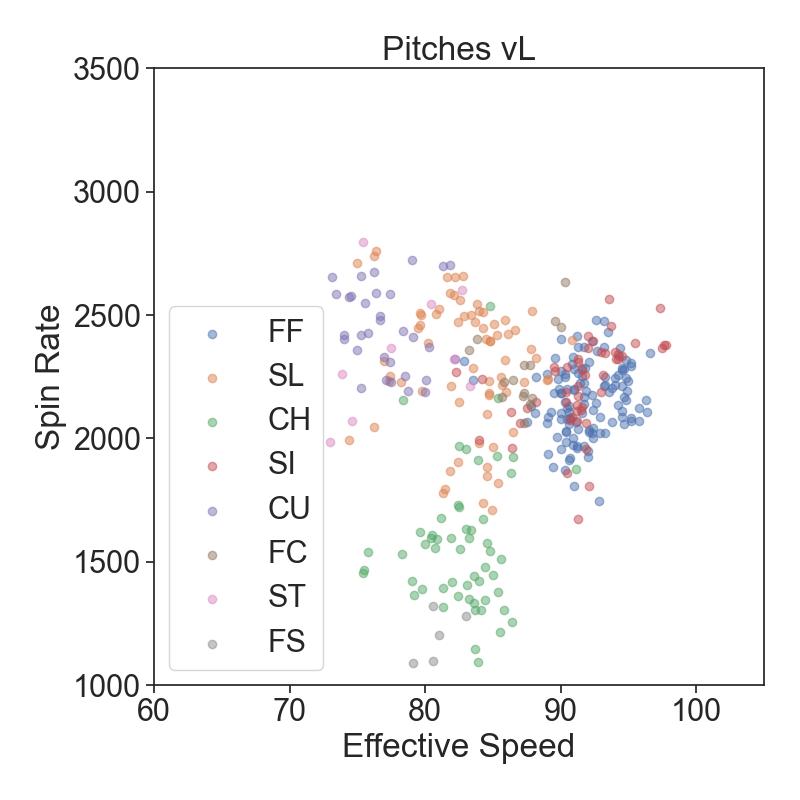 Pitches vL
3500
3000
2500
2000
1500
1000
Spin Rate
FF
SL
CH
SI
CU
FC
ST
FS
60 70 80 90 100
Effective Speed